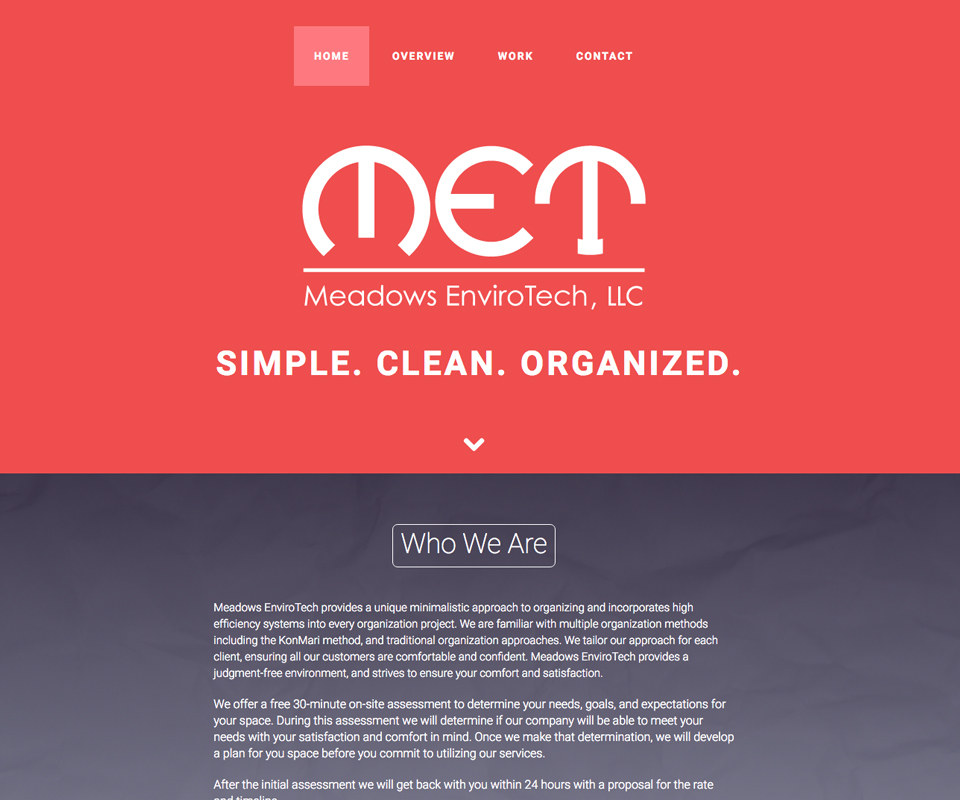 HOME OVERVIEW WORK CONTACT
MET
Meadows EnviroTech, LLC
SIMPLE. CLEAN. ORGANIZED.
Who We Are
Meadows EnviroTech provides a unique minimalistic approach to organizing and incorporates high
efficiency systems into every organization project. We are familiar with multiple organization methods
including the KonMari method, and traditional organization approaches. We tailor our approach for each
client, ensuring all our customers are comfortable and confident. Meadows EnviroTech provides a
judgment-free environment, and strives to ensure your comfort and satisfaction.
We offer a free 30-minute on-site assessment to determine your needs, goals, and expectations for
your space. During this assessment we will determine if our company will be able to meet your
needs with your satisfaction and comfort in mind. Once we make that determination, we will develop
a plan for you space before you commit to utilizing our services.
After the initial assessment we will get back with you within 24 hours with a proposal for the rate
and timeline.